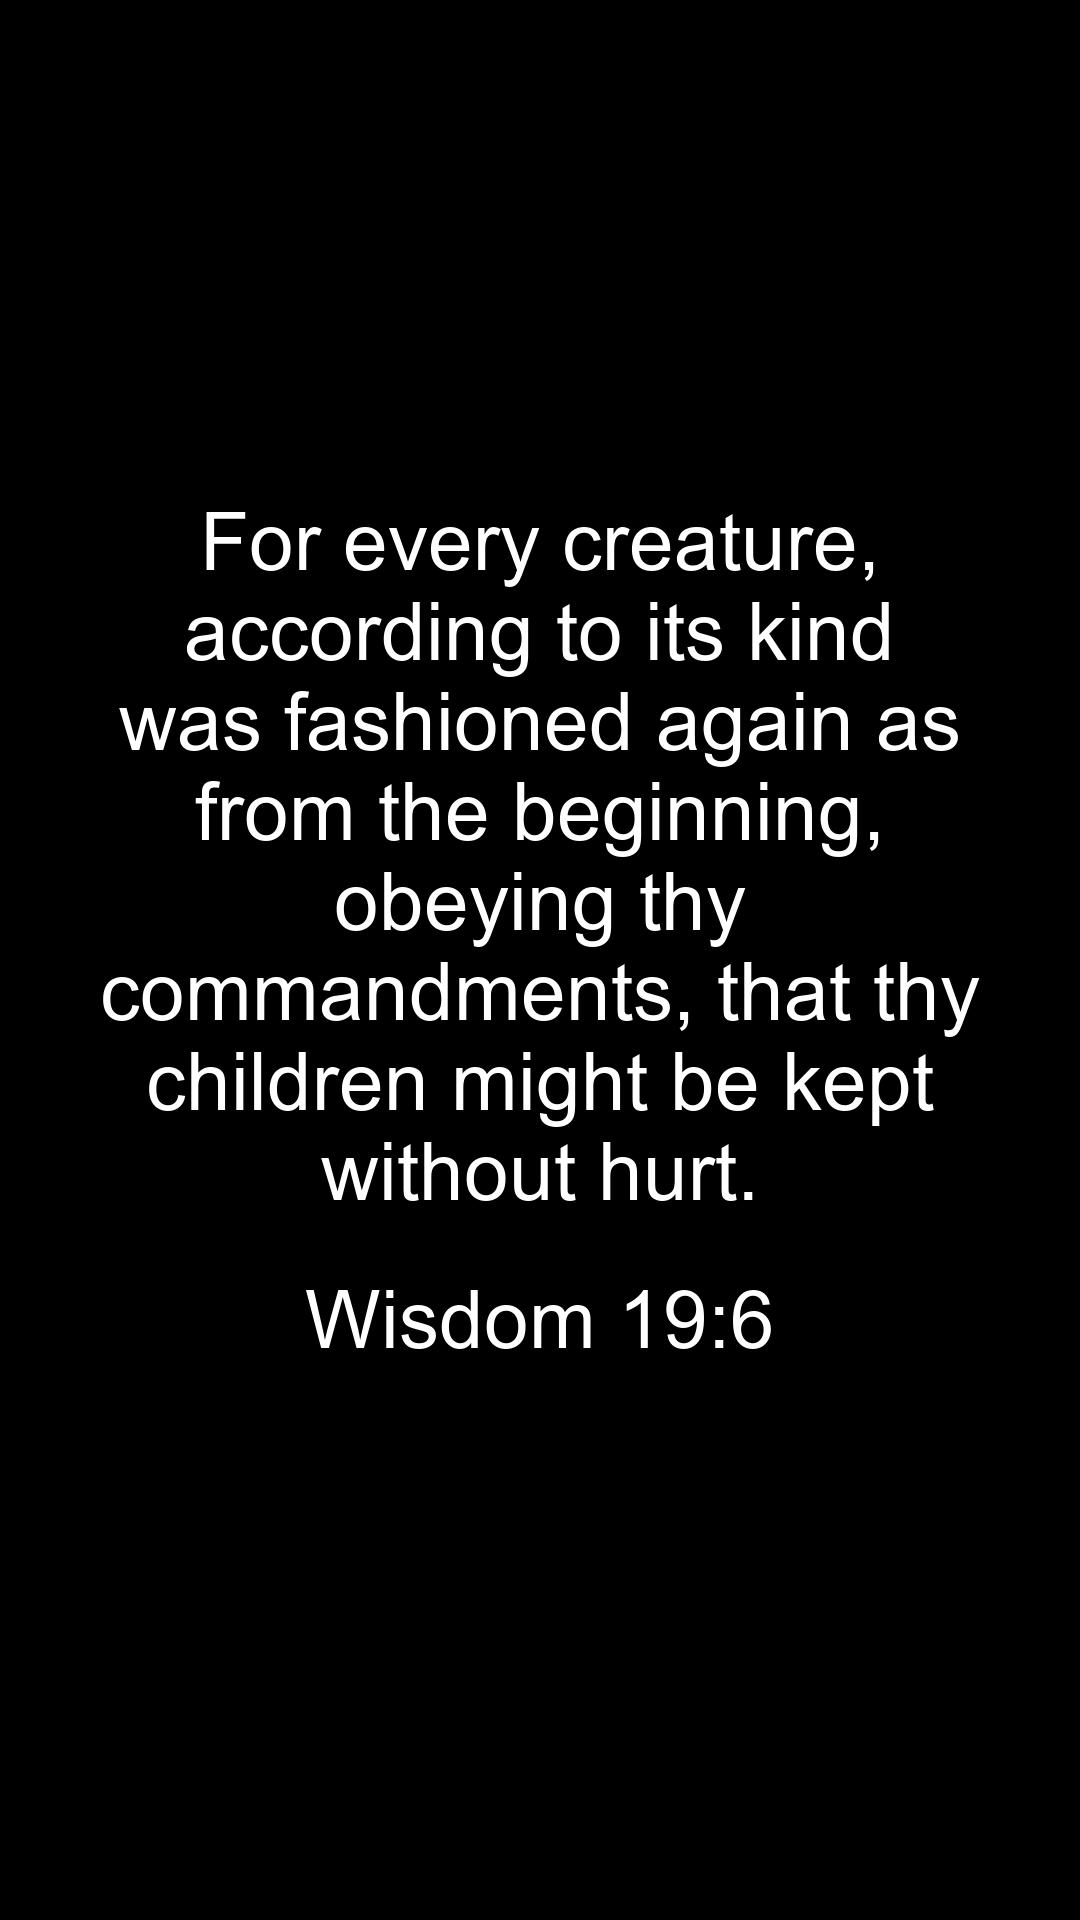 For every creature,
according to its kind
was fashioned again as
from the beginning,
obeying thy
commandments, that thy
children might be kept
without hurt.
Wisdom 19:6